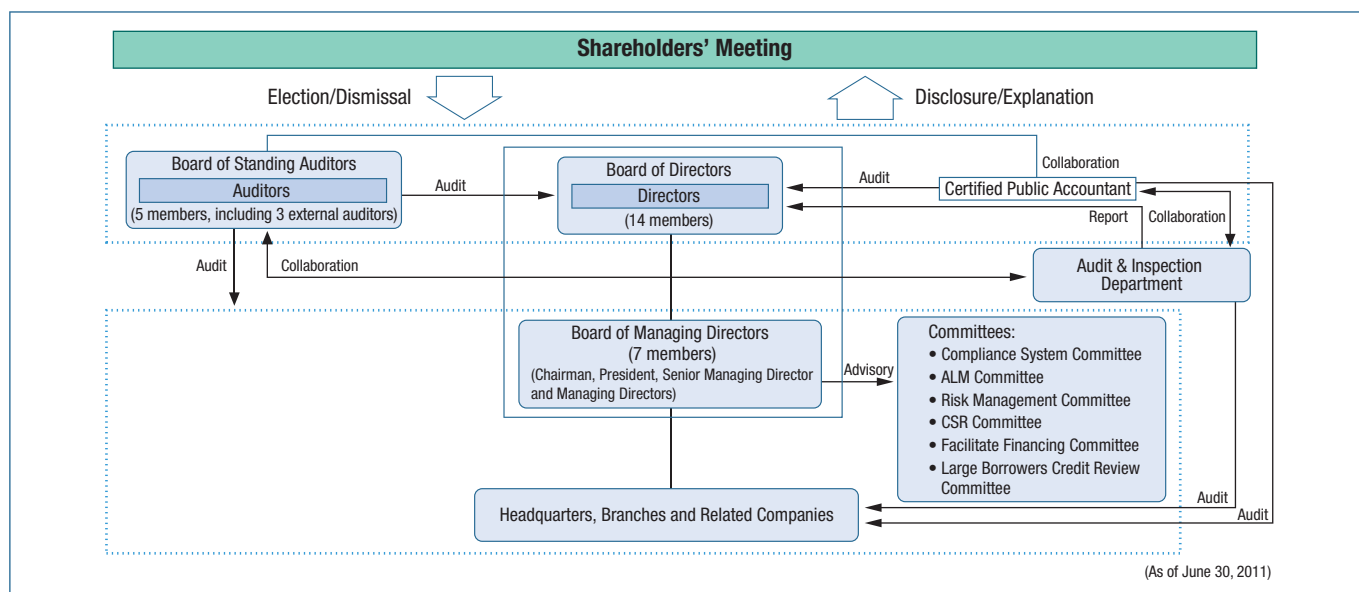 Shareholders' Meeting
Election/Dismissal
Disclosure/Explanation
Board of Standing Auditors
Auditors
(5 members, including 3 external auditors)
Audit
Board of Directors
Directors
(14 members)
Audit
Collaboration
Certified Public Accountant
Report
Collaboration
Audit
Collaboration
Audit & Inspection
Department
Board of Managing Directors
(7 members)
(Chairman, President, Senior Managing Director
and Managing Directors)
Advisory
Committees:
• Compliance System Committee
• ALM Committee
• Risk Management Committee
• CSR Committee
• Facilitate Financing Committee
• Large Borrowers Credit Review
Committee
Headquarters, Branches and Related Companies
Audit
Audit
(As of June 30, 2011)